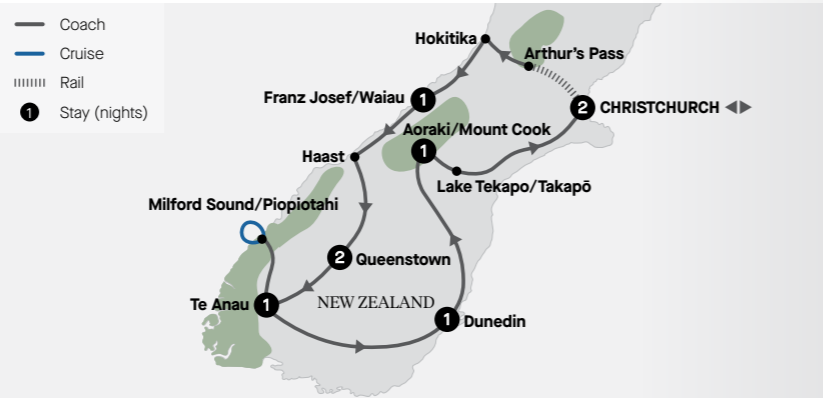 Coach
Cruise
Rail
1 Stay (nights)
Hokitika
Arthur's Pass
Franz Josef/Waiau 1
2 CHRISTCHURCH
Aoraki/Mount Cook
1
Haast
Lake Tekapo/Takapō
Milford Sound/Piopiotahi
2 Queenstown
Te Anau 1
NEW ZEALAND
1 Dunedin